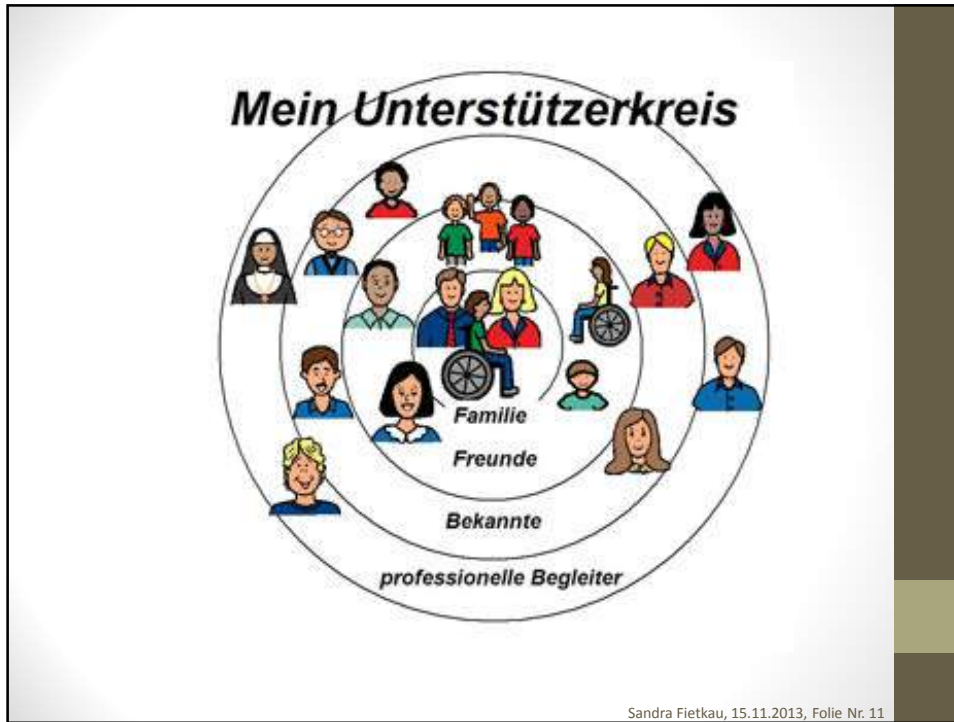 Mein Unterstützerkreis
Familie
Freunde
Bekannte
professionelle Begleiter
Sandra Fietkau, 15.11.2013, Folie Nr. 11